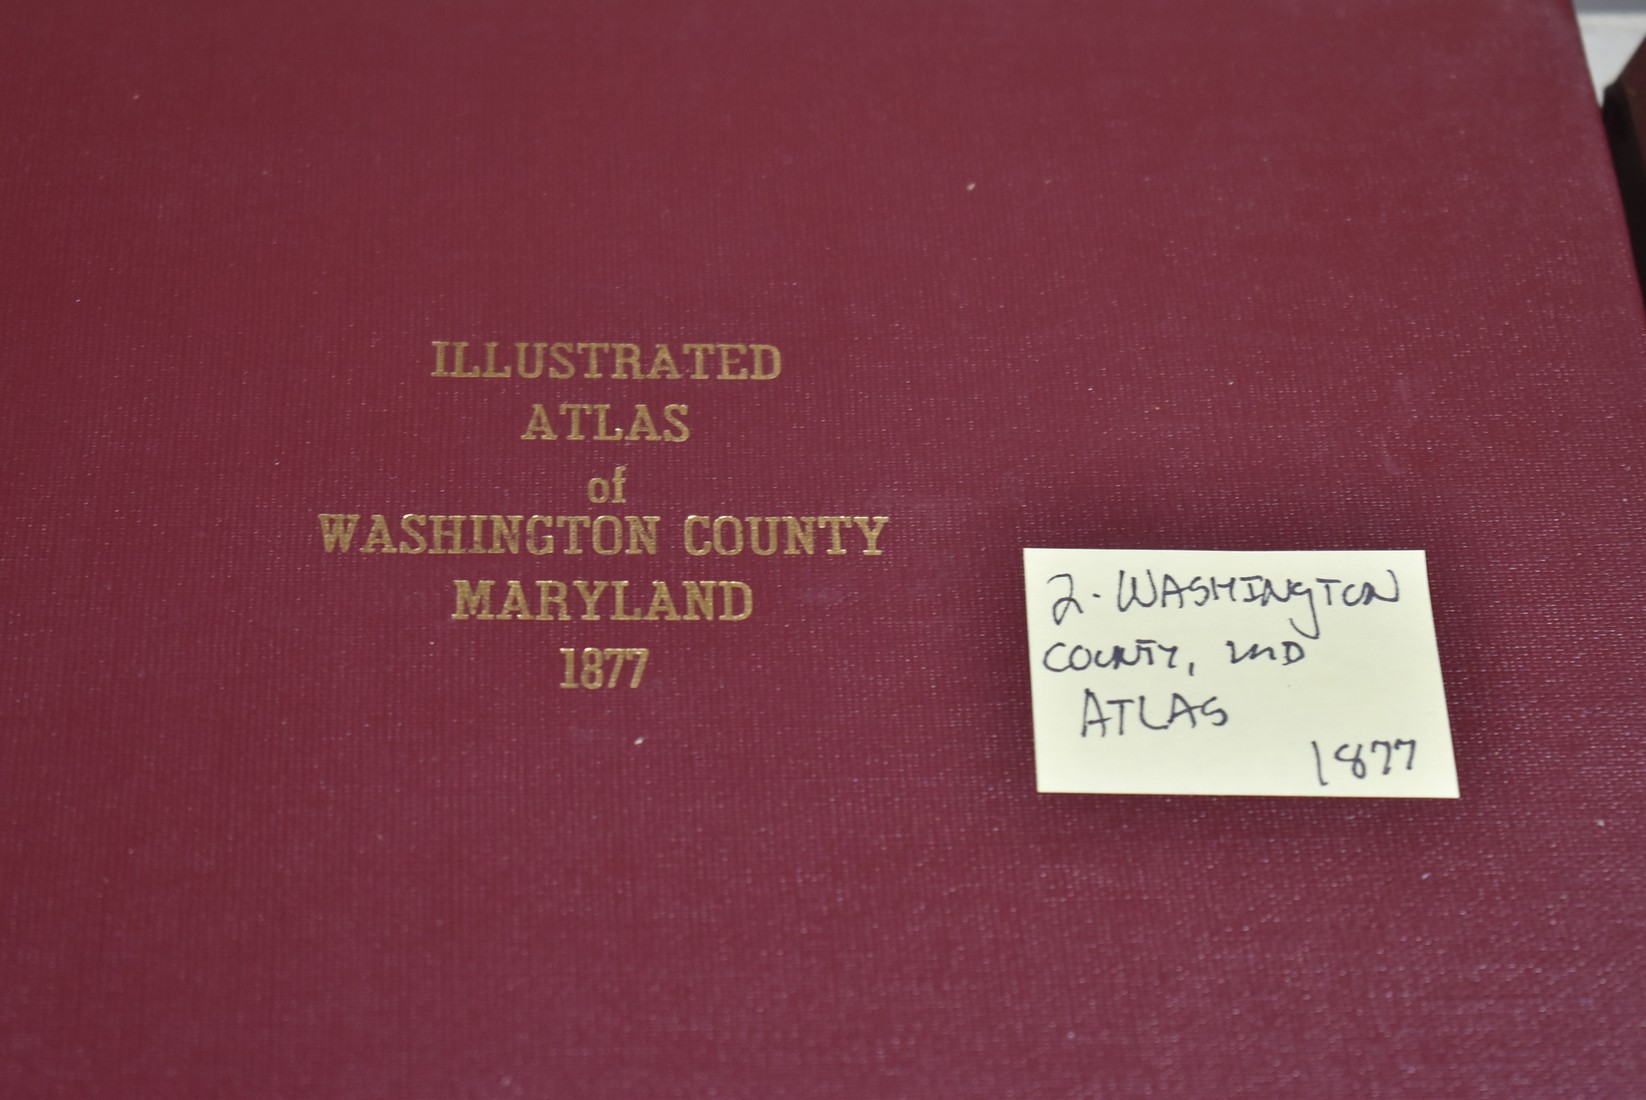 ILLUSTRATED
ATLAS
of
WASHINGTON COUNTY
MARYLAND
1877
2. WASHINGTON
COUNTY, MD
ATLAS
1877